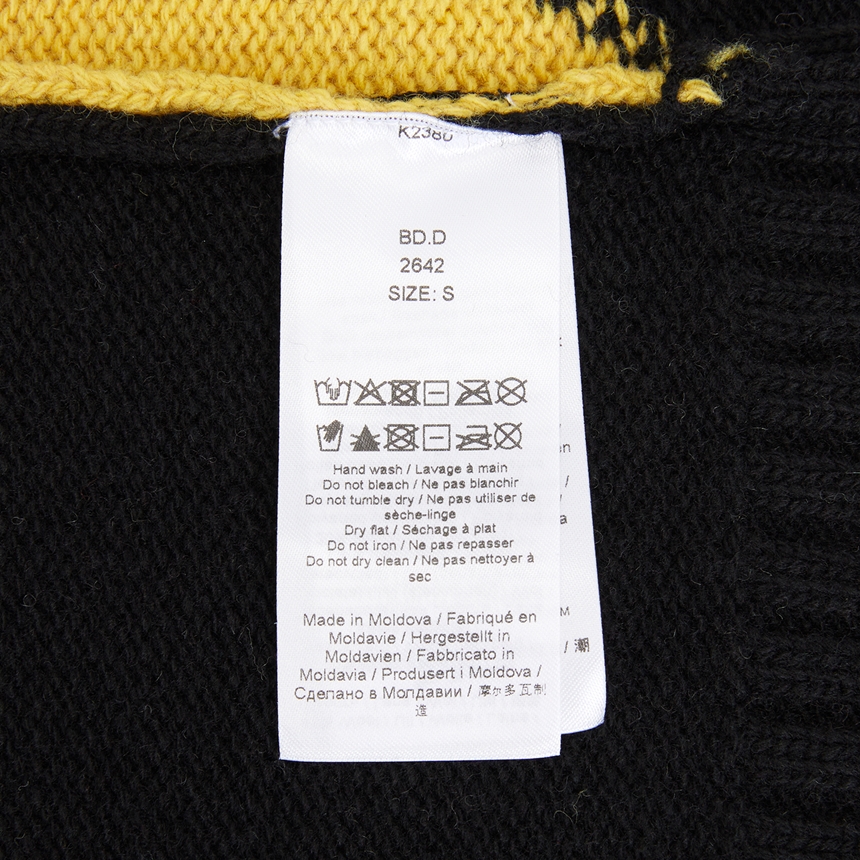 K2380
BD.D
2642
SIZE: S
Hand wash / Lavage à main
Do not bleach / Ne pas blanchir
Do not tumble dry / Ne pas utiliser de
sèche-linge
Dry flat / Séchage à plat
Do not iron / Ne pas repasser
Do not dry clean / Ne pas nettoyer à
sec
Made in Moldova / Fabriqué en
Moldavie / Hergestellt in
Moldavien / Fabbricato in
Moldavia / Produsert i Moldova /
Сделано в Молдавии / 摩尔多瓦制
造
/ 潮